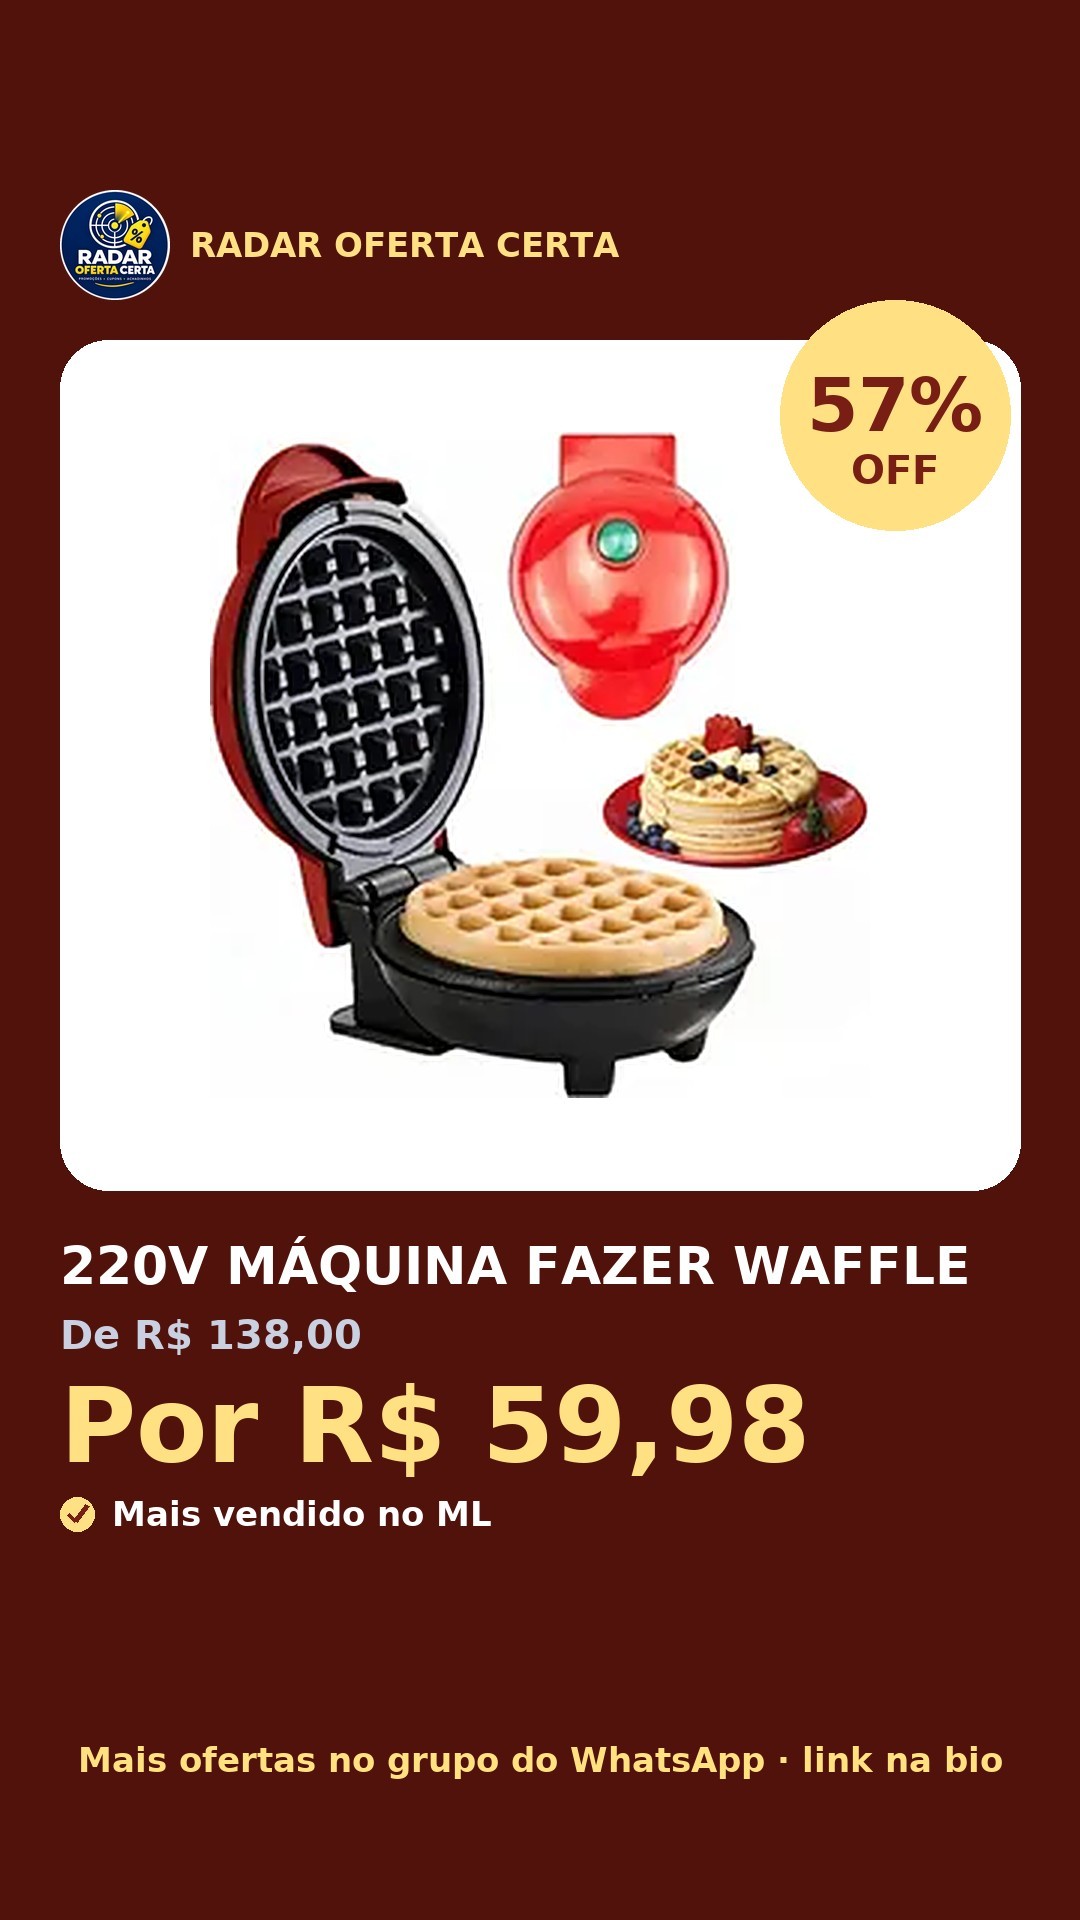 RADAR
OFERTA CERTA
RADAR OFERTA CERTA
57%
OFF
220V MÁQUINA FAZER WAFFLE
De R$ 138,00
Por R$ 59,98
Mais vendido no ML
Mais ofertas no grupo do WhatsApp · link na bio